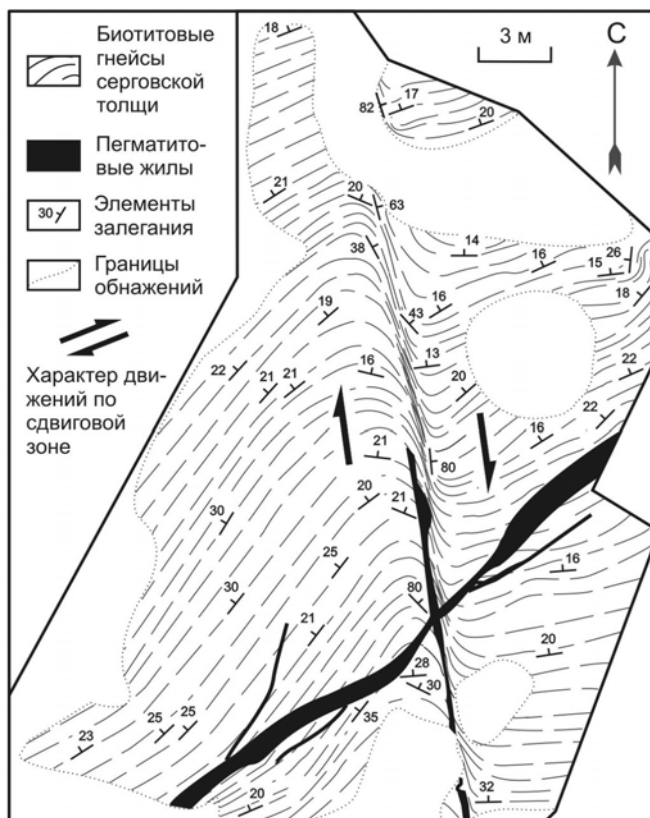 Биотитовые
гнейсы
серговской
толщи
Пегматито-
вые жилы
30
Элементы
залегания
Границы
обнажений
Характер дви-
жений по
сдвиговой
зоне
3 м
С
18
17
82
20
21
20
63
38
14
16
26
15
18
19
16
43
22
21
21
16
13
20
22
22
16
21
80
20
21
30
25
16
30
80
21
20
28
30
35
25
25
23
20
32